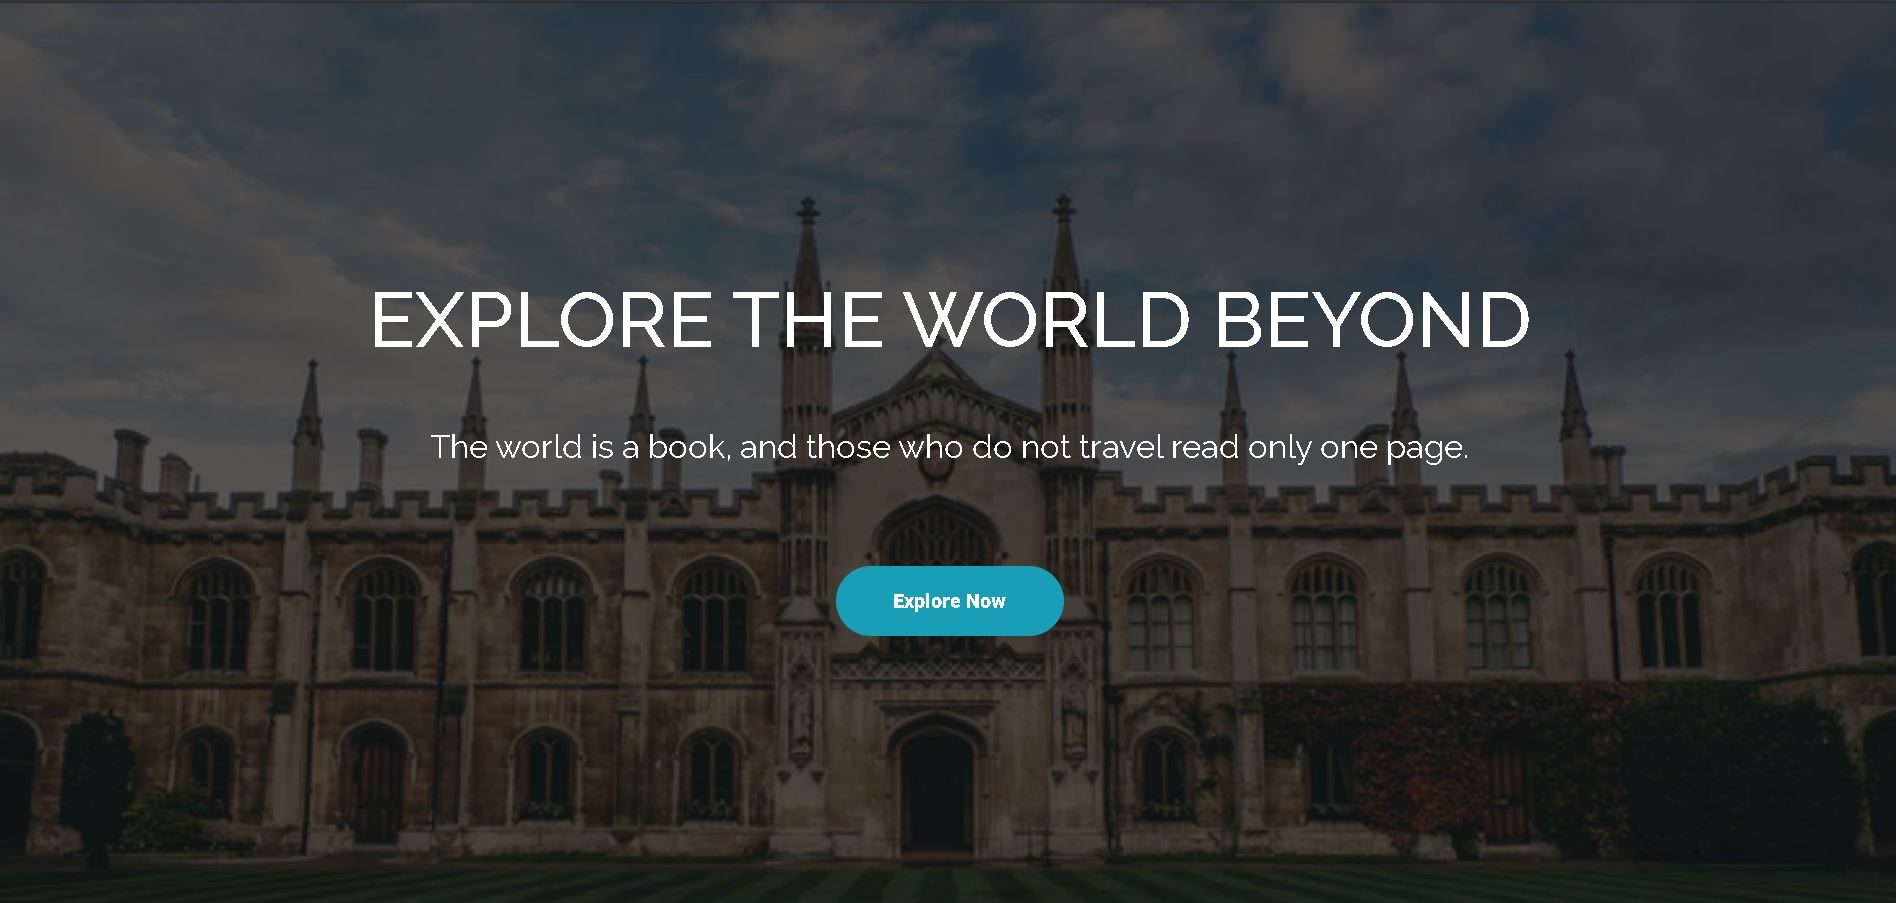 EXPLORE THE WORLD BEYOND
The world is a book, and those who do not travel read only one page.
Explore Now